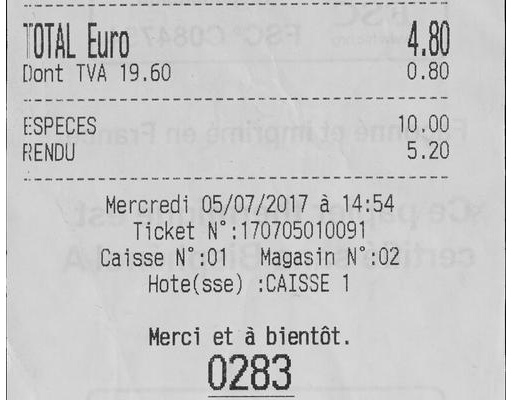 TOTAL Euro 4.80
Dont TVA 19.60 0.80
ESPECES 10.00
RENDU 5.20
Mercredi 05/07/2017 à 14:54
Ticket N°:170705010091
Caisse N°:01 Magasin N°:02
Hote(sse) :CAISSE 1
Merci et à bientôt.
0283